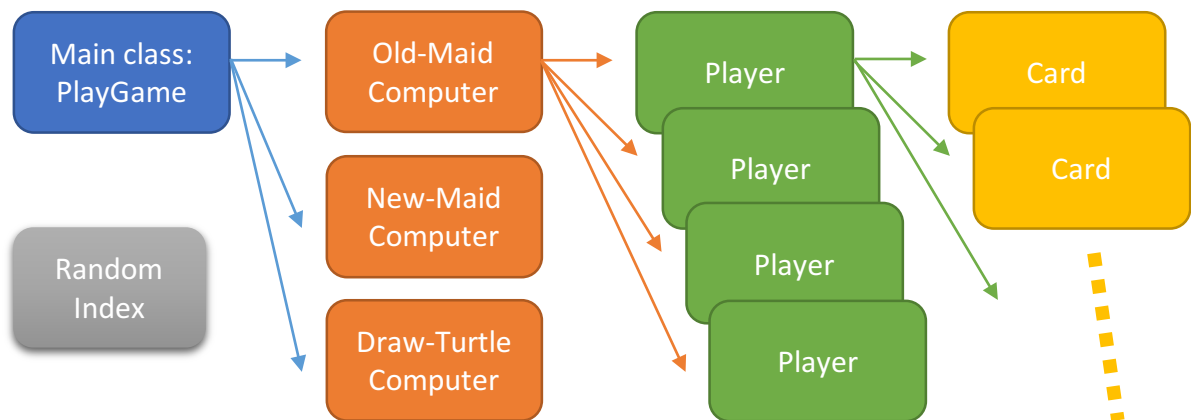 Main class:
PlayGame
Old-Maid
Computer
Player
Card
Player
Card
New-Maid
Computer
Player
Random
Index
Draw-Turtle
Computer
Player